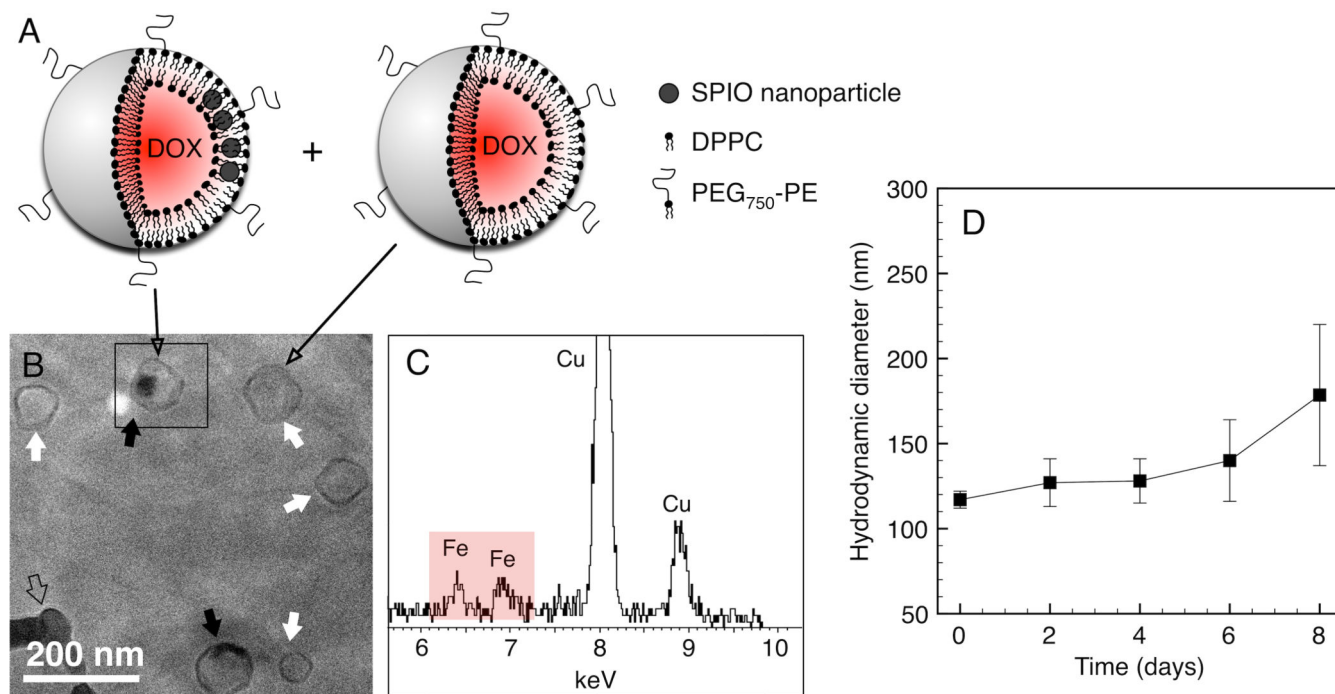 A
DOX
+
DOX
SPIO nanoparticle
DPPC
PEG₇₅₀-PE
B
200 nm
C
Cu
Cu
Fe
Fe
6 7 8 9 10
keV
D
300
250
200
150
100
50
Hydrodynamic diameter (nm)
0 2 4 6 8
Time (days)